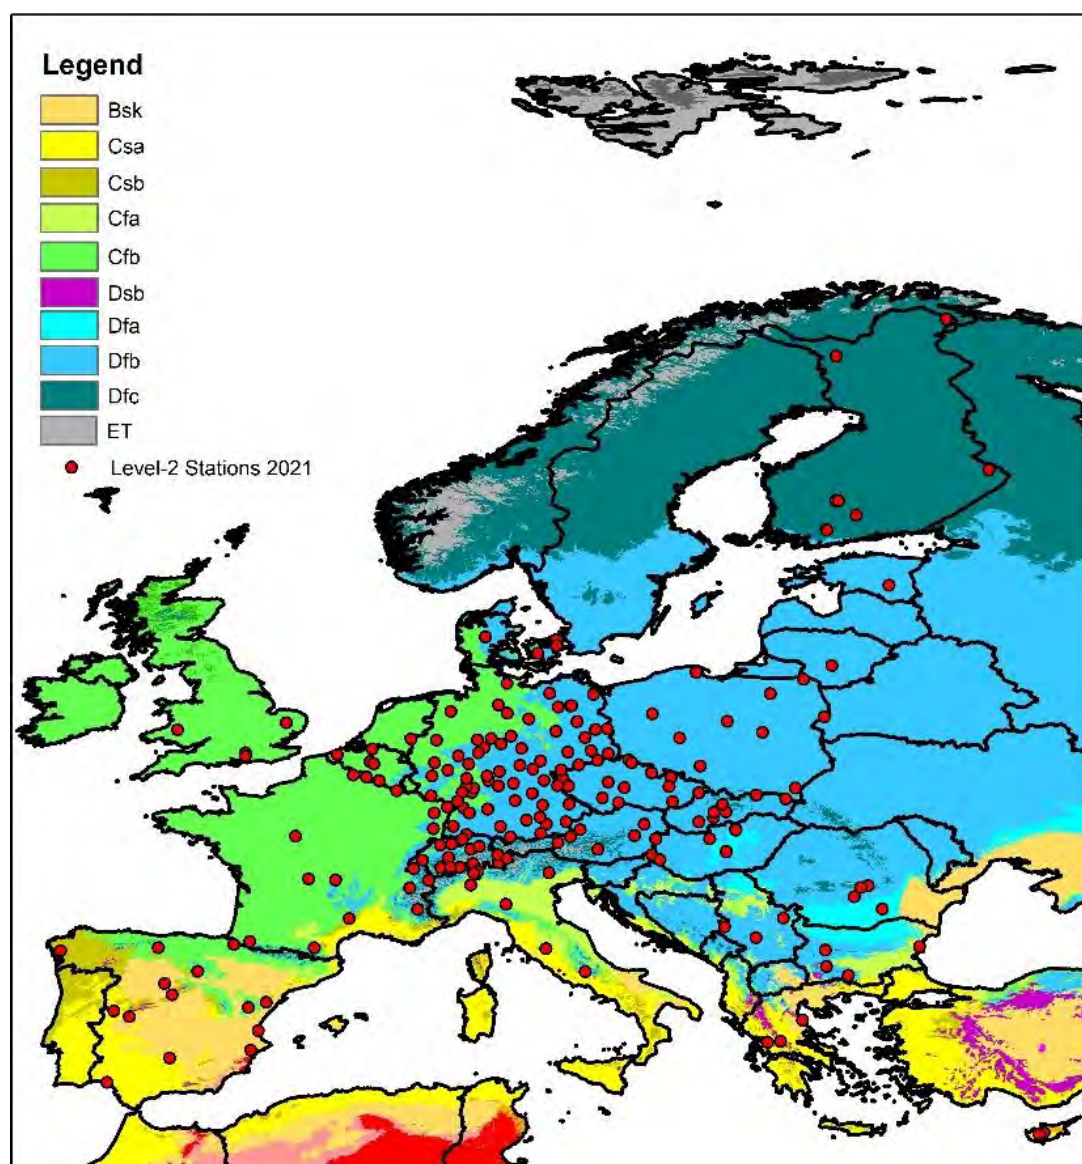 Legend
Bsk
Csa
Csb
Cfa
Cfb
Dsb
Dfa
Dfb
Dfc
ET
Level-2 Stations 2021